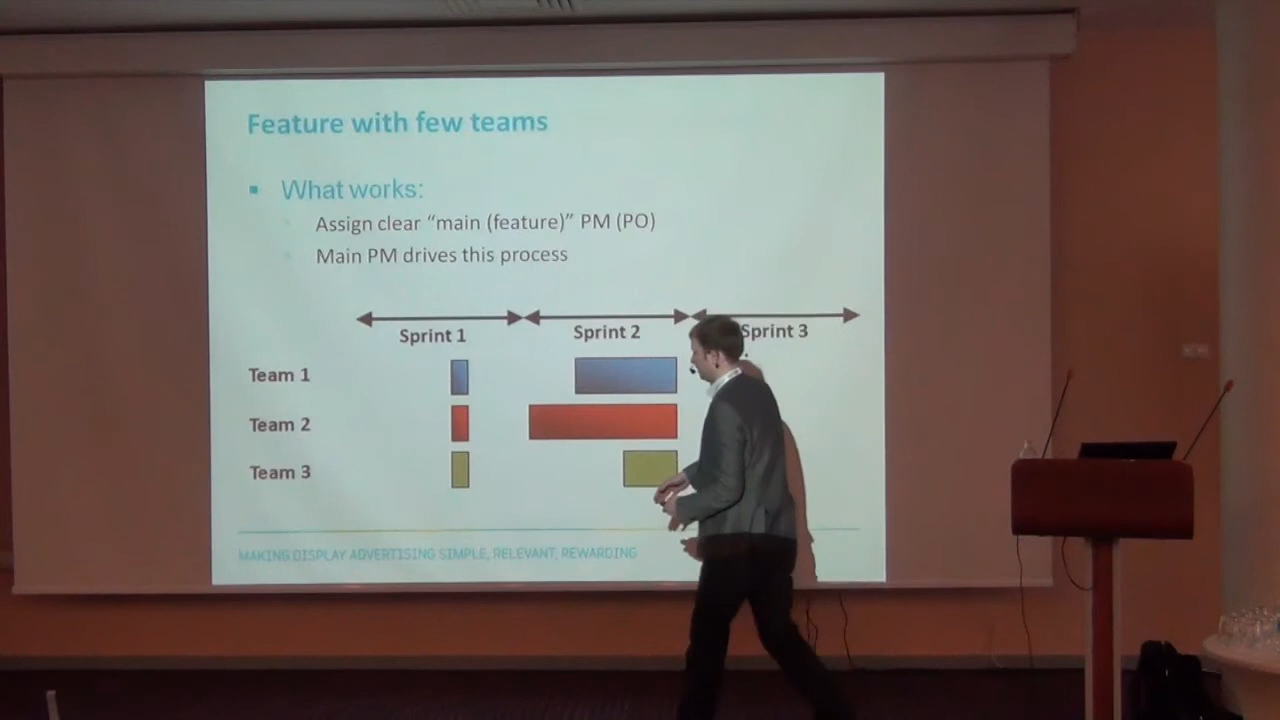 Feature with few teams
What works:
Assign clear “main (feature)” PM (PO)
Main PM drives this process
Sprint 1
Sprint 2
Sprint 3
Team 1
Team 2
Team 3
MAKING DISPLAY ADVERTISING SIMPLE, RELEVANT, REWARDING